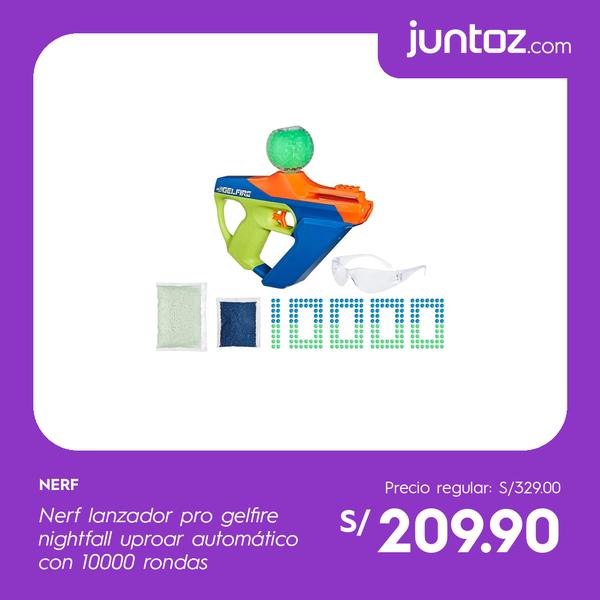 juntoz.com
GELFIRE
10000
NERF
Nerf lanzador pro gelfire
nightfall uproar automático
con 10000 rondas
Precio regular: S/329.00
S/ 209.90